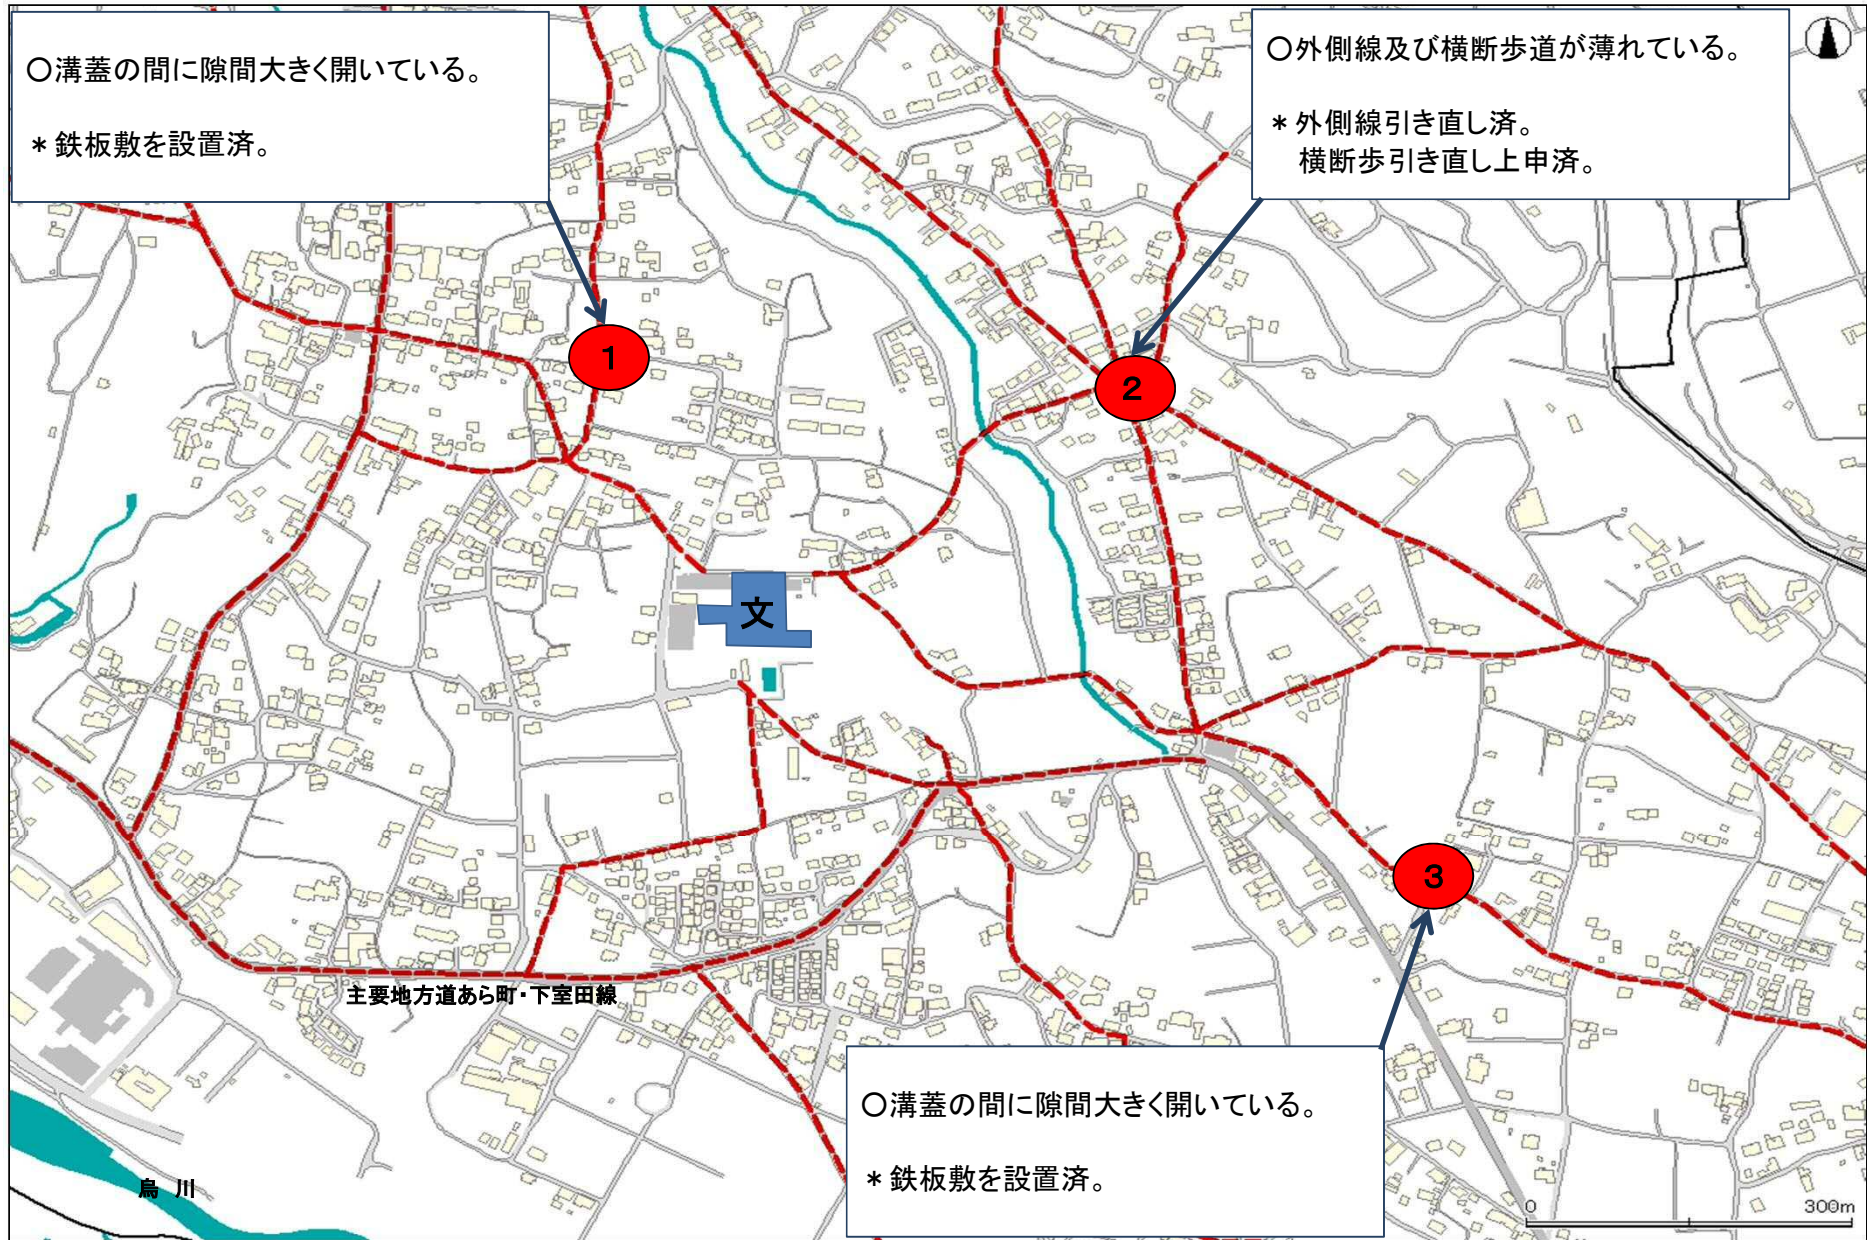 〇溝蓋の間に隙間大きく開いている。
＊鉄板敷を設置済。
〇外側線及び横断歩道が薄れている。
＊外側線引き直し済。
横断歩引き直し上申済。
1
2
文
3
主要地方道あら町・下室田線
〇溝蓋の間に隙間大きく開いている。
＊鉄板敷を設置済。
烏 川
0 300m